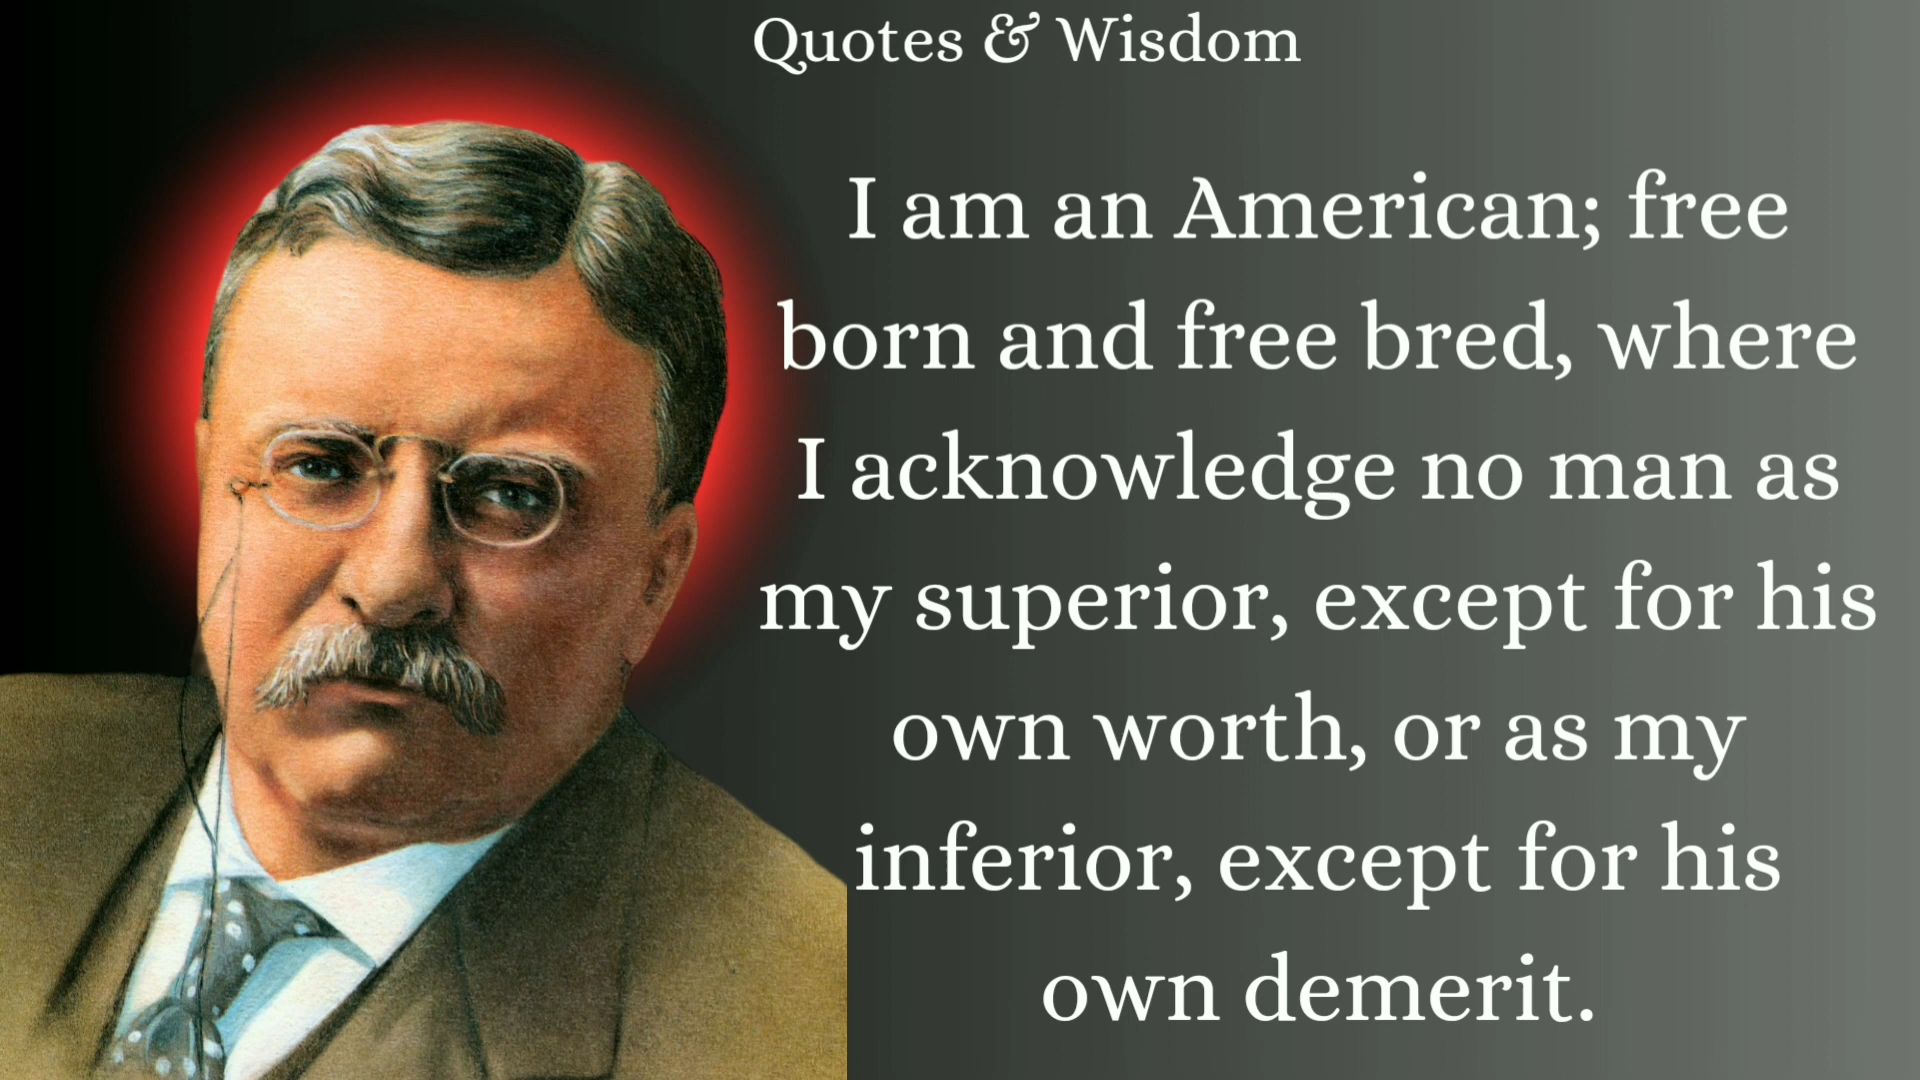 Quotes & Wisdom
I am an American; free
born and free bred, where
I acknowledge no man as
my superior, except for his
own worth, or as my
inferior, except for his
own demerit.